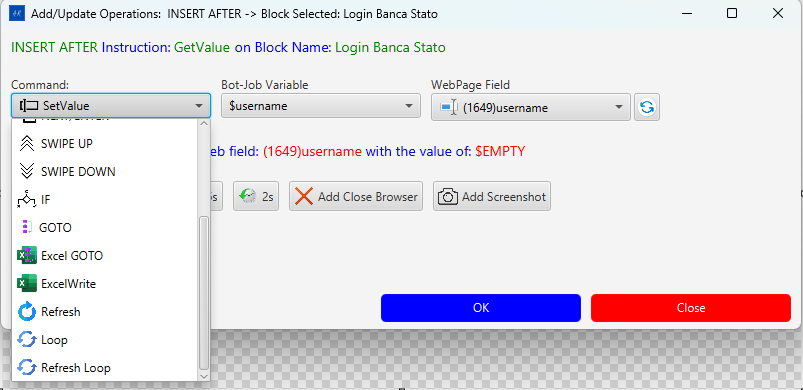 Add/Update Operations:  INSERT AFTER -> Block Selected: Login Banca Stato
INSERT AFTER Instruction: GetValue on Block Name: Login Banca Stato
Command: Bot-Job Variable WebPage Field
SetValue $username (1649)username
SWIPE UP
eb field: (1649)username with the value of: $EMPTY
SWIPE DOWN
IF
2s Add Close Browser Add Screenshot
GOTO
Excel GOTO
ExcelWrite
Refresh
OK Close
Loop
Refresh Loop